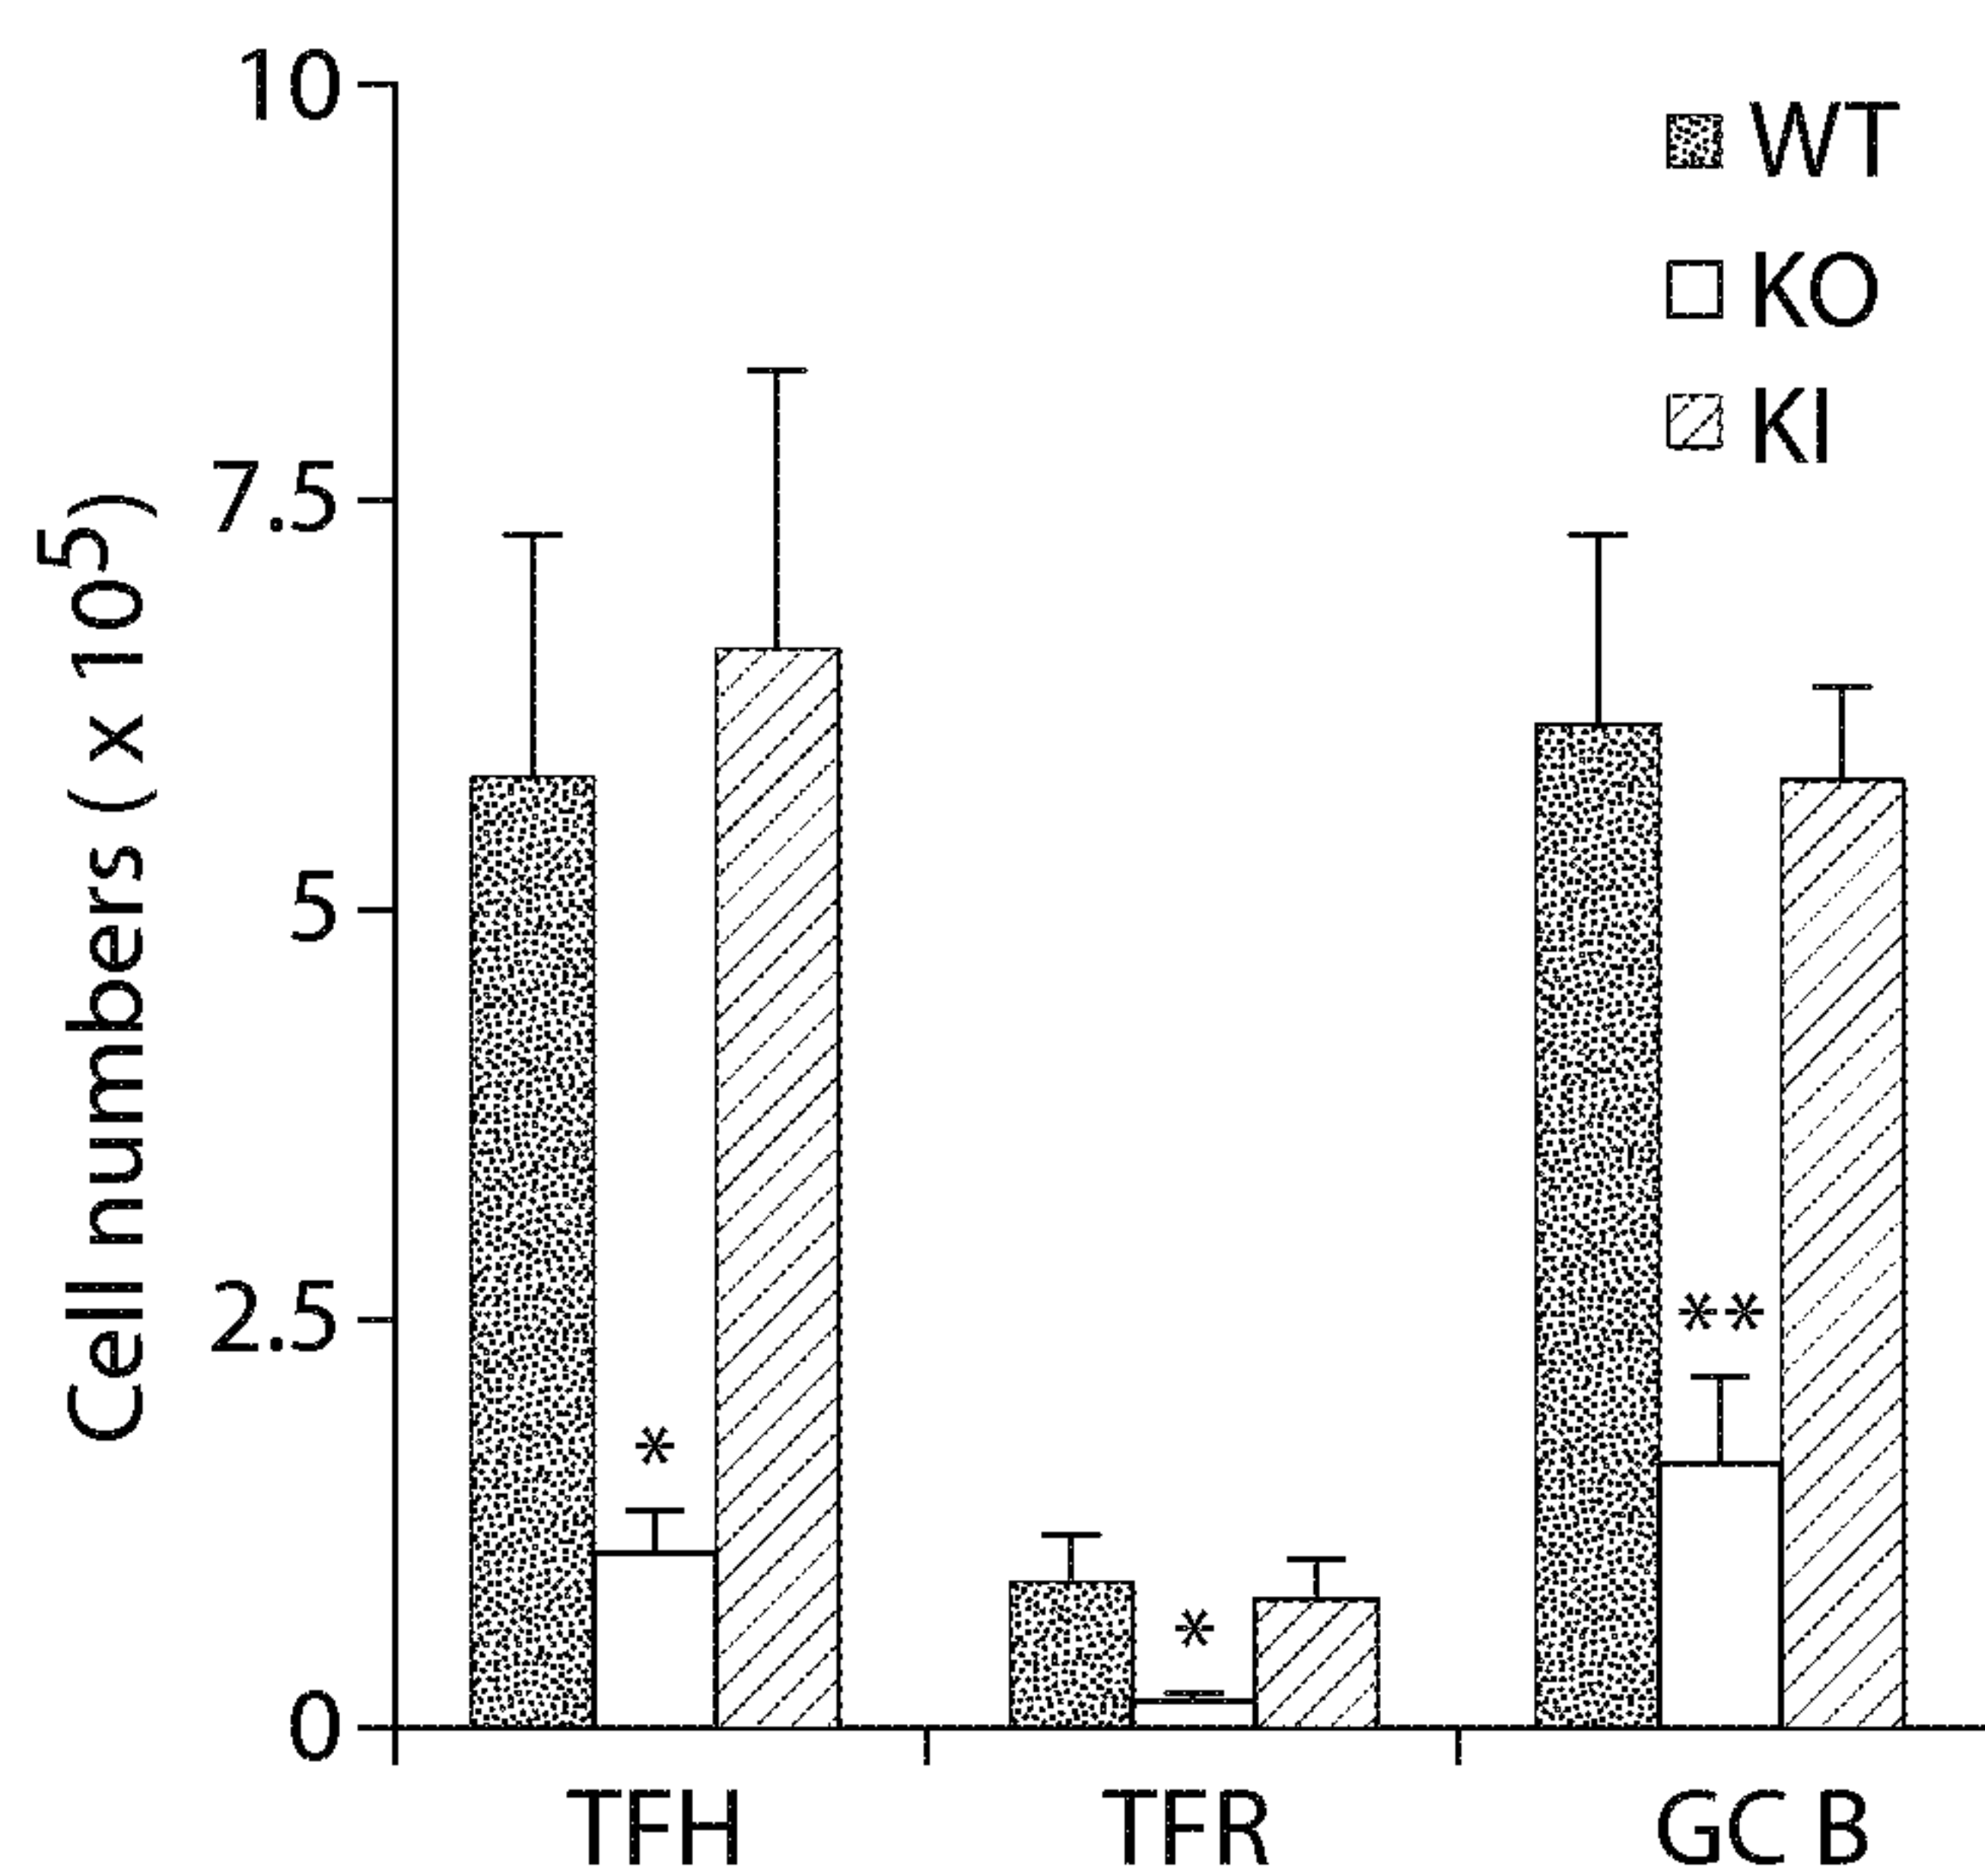 Cell numbers ( x 10⁵)
10
7.5
5
2.5
0
WT
KO
KI
*
*
**
TFH
TFR
GC B